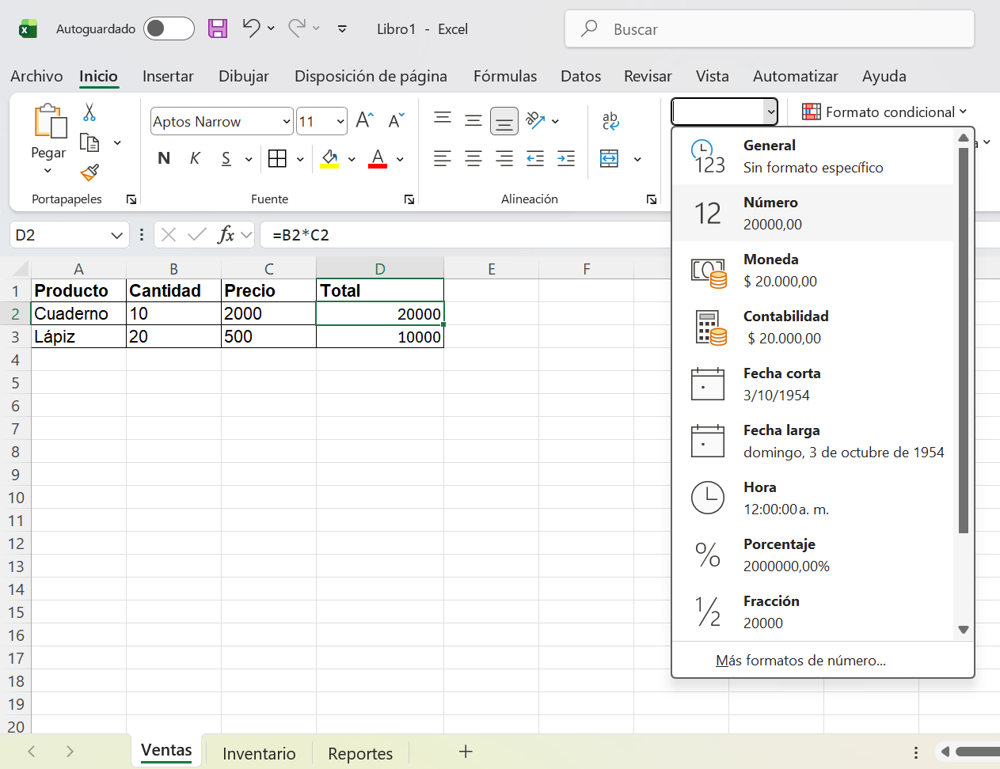 Autoguardado
Libro1 - Excel
Buscar
Archivo Inicio Insertar Dibujar Disposición de página Fórmulas Datos Revisar Vista Automatizar Ayuda
Pegar
Portapapeles
Aptos Narrow 11 A A
N K S A
Fuente
ab
c
Alineación
Formato condicional
a
D2 fx =B2*C2
A B C D E F
1 Producto Cantidad Precio Total
2 Cuaderno 10 2000 20000
3 Lápiz 20 500 10000
4
5
6
7
8
9
10
11
12
13
14
15
16
17
18
19
20
123
General
Sin formato específico
12
Número
20000,00
Moneda
$ 20.000,00
Contabilidad
$ 20.000,00
Fecha corta
3/10/1954
Fecha larga
domingo, 3 de octubre de 1954
Hora
12:00:00 a. m.
%
Porcentaje
2000000,00%
1/2
Fracción
20000
Más formatos de número...
Ventas Inventario Reportes +